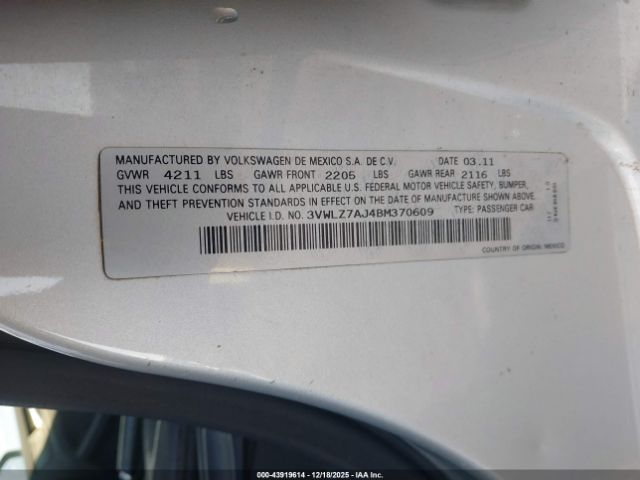 MANUFACTURED BY VOLKSWAGEN DE MEXICO S.A. DE C.V. DATE 03.11
GVWR 4211 LBS GAWR FRONT 2205 LBS GAWR REAR 2116 LBS
THIS VEHICLE CONFORMS TO ALL APPLICABLE U.S. FEDERAL MOTOR VEHICLE SAFETY, BUMPER,
AND THEFT PREVENTION STANDARDS IN EFFECT ON THE DATE OF MANUFACTURE SHOWN ABOVE.
VEHICLE I.D. NO. 3VWLZ7AJ4BM370609 TYPE: PASSENGER CAR
COUNTRY OF ORIGIN: MEXICO
000-43919614 - 12/18/2025 - IAAI.COM